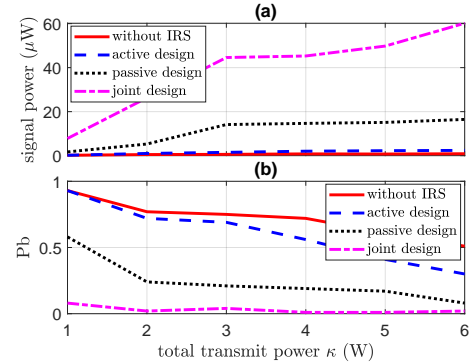 (a)
60
40
20
0
signal power (μW)
without IRS
active design
passive design
joint design
(b)
1
0.5
0
Pb
without IRS
active design
passive design
joint design
1 2 3 4 5 6
total transmit power κ (W)